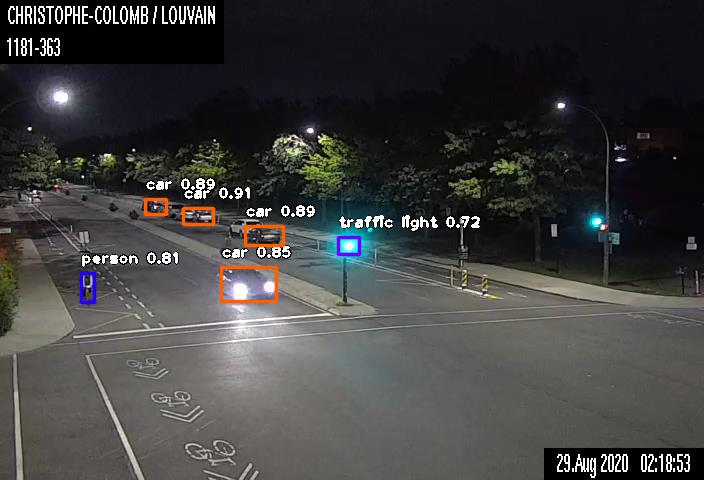 CHRISTOPHE-COLOMB / LOUVAIN
1181-363
car 0.89
car 0.91
car 0.89
traffic light 0.72
person 0.81
car 0.85
29.Aug 2020 02:18:53